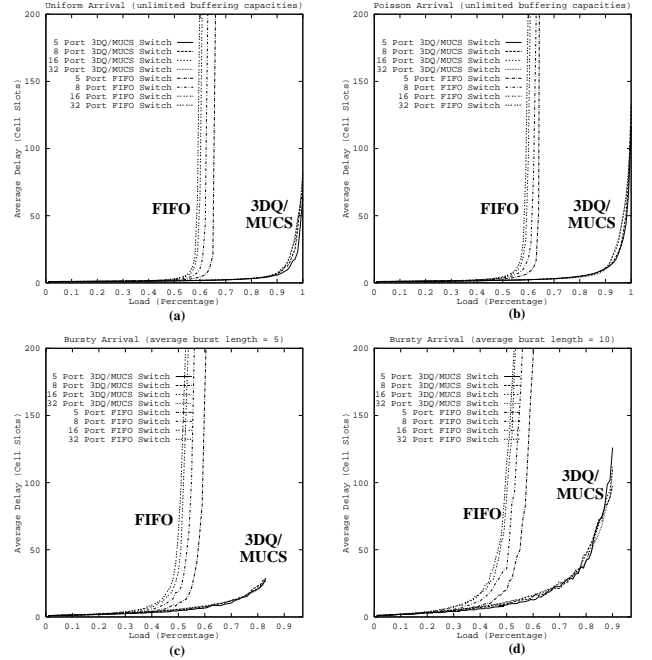 Uniform Arrival (unlimited buffering capacities)
200
150
100
50
0
Average Delay (Cell Slots)
5 Port 3DQ/MUCS Switch
8 Port 3DQ/MUCS Switch
16 Port 3DQ/MUCS Switch
32 Port 3DQ/MUCS Switch
5 Port FIFO Switch
8 Port FIFO Switch
16 Port FIFO Switch
32 Port FIFO Switch
FIFO
3DQ/
MUCS
0 0.1 0.2 0.3 0.4 0.5 0.6 0.7 0.8 0.9 1
Load (Percentage)
(a)
Poisson Arrival (unlimited buffering capacities)
200
150
100
50
0
Average Delay (Cell Slots)
5 Port 3DQ/MUCS Switch
8 Port 3DQ/MUCS Switch
16 Port 3DQ/MUCS Switch
32 Port 3DQ/MUCS Switch
5 Port FIFO Switch
8 Port FIFO Switch
16 Port FIFO Switch
32 Port FIFO Switch
FIFO
3DQ/
MUCS
0 0.1 0.2 0.3 0.4 0.5 0.6 0.7 0.8 0.9 1
Load (Percentage)
(b)
Bursty Arrival (average burst length = 5)
200
150
100
50
0
Average Delay (Cell Slots)
5 Port 3DQ/MUCS Switch
8 Port 3DQ/MUCS Switch
16 Port 3DQ/MUCS Switch
32 Port 3DQ/MUCS Switch
5 Port FIFO Switch
8 Port FIFO Switch
16 Port FIFO Switch
32 Port FIFO Switch
FIFO
3DQ/
MUCS
0 0.1 0.2 0.3 0.4 0.5 0.6 0.7 0.8 0.9
Load (Percentage)
(c)
Bursty Arrival (average burst length = 10)
200
150
100
50
0
Average Delay (Cell Slots)
5 Port 3DQ/MUCS Switch
8 Port 3DQ/MUCS Switch
16 Port 3DQ/MUCS Switch
32 Port 3DQ/MUCS Switch
5 Port FIFO Switch
8 Port FIFO Switch
16 Port FIFO Switch
32 Port FIFO Switch
FIFO
3DQ/
MUCS
0 0.1 0.2 0.3 0.4 0.5 0.6 0.7 0.8 0.9
Load (Percentage)
(d)